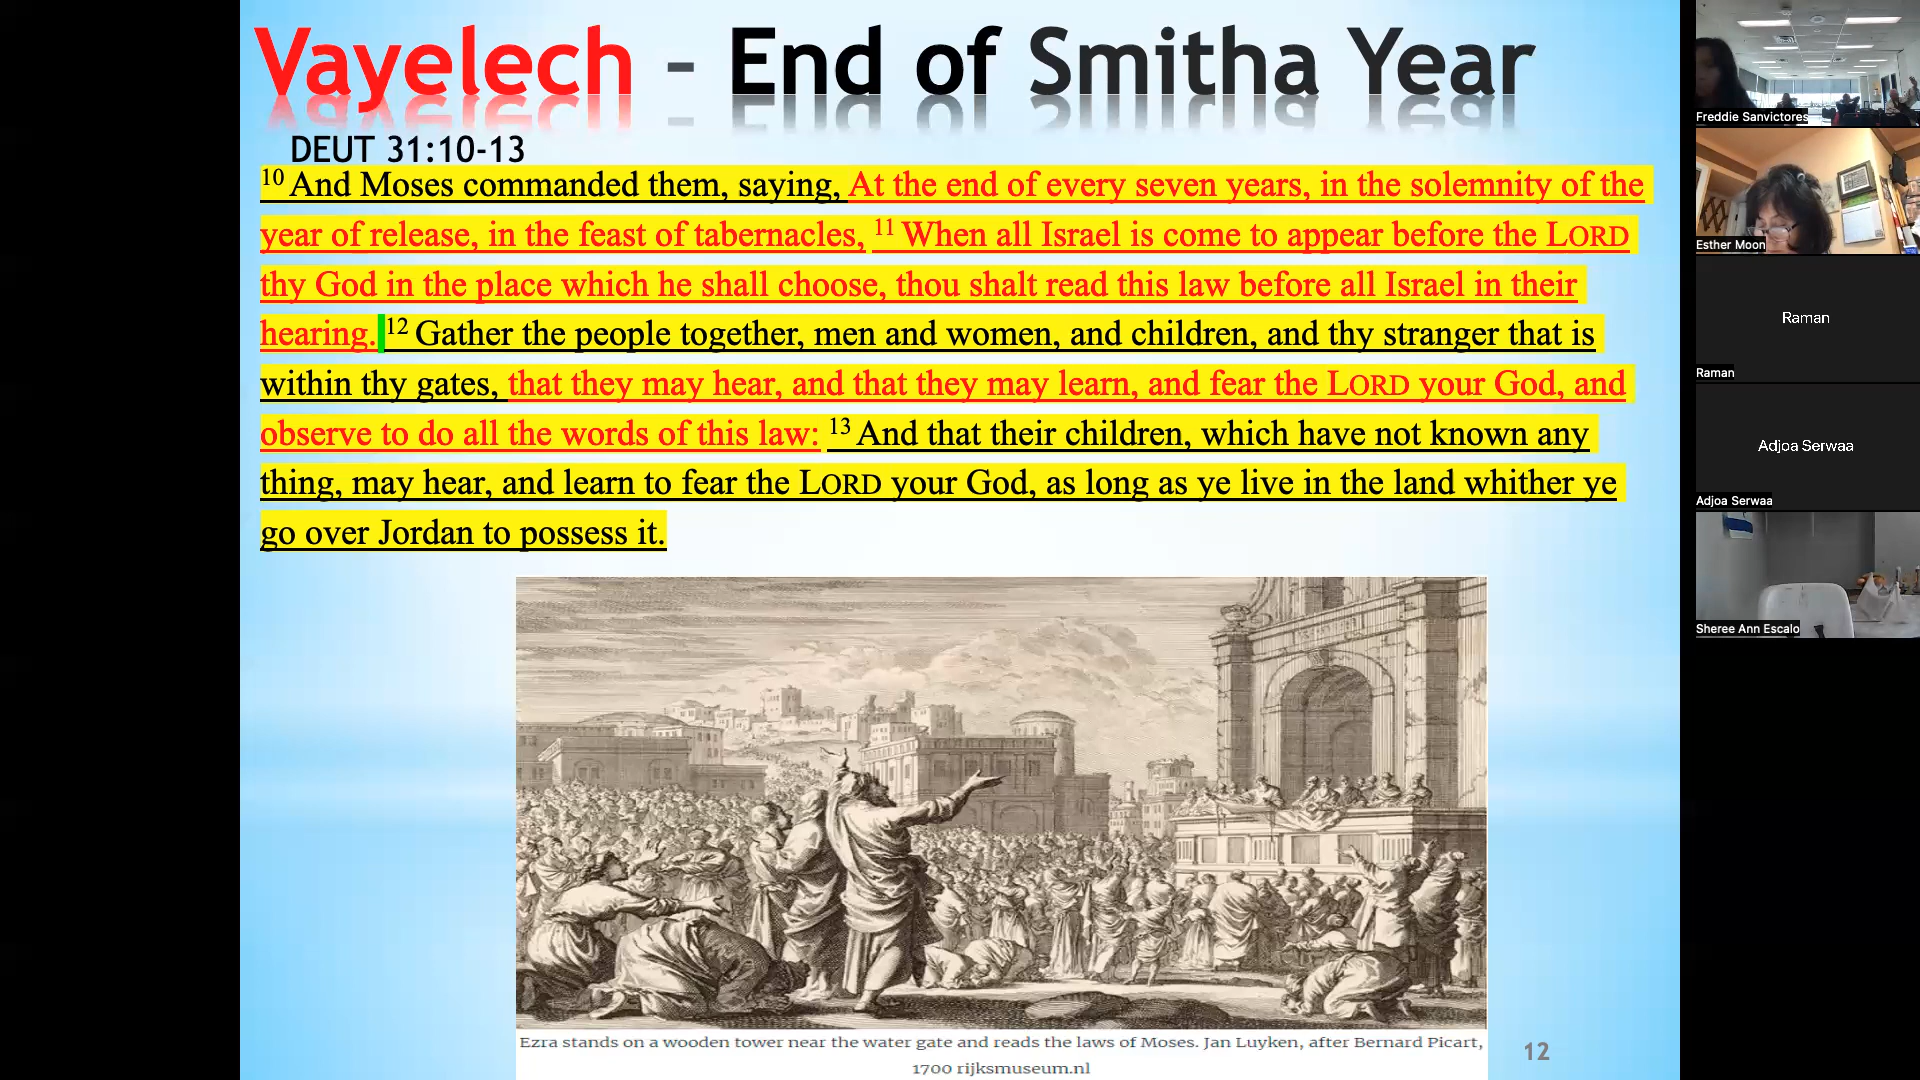 Vayelech - End of Smitha Year
DEUT 31:10-13
10 And Moses commanded them, saying, At the end of every seven years, in the solemnity of the
year of release, in the feast of tabernacles, 11 When all Israel is come to appear before the LORD
thy God in the place which he shall choose, thou shalt read this law before all Israel in their
hearing. 12 Gather the people together, men and women, and children, and thy stranger that is
within thy gates, that they may hear, and that they may learn, and fear the LORD your God, and
observe to do all the words of this law: 13 And that their children, which have not known any
thing, may hear, and learn to fear the LORD your God, as long as ye live in the land whither ye
go over Jordan to possess it.
Ezra stands on a wooden tower near the water gate and reads the laws of Moses. Jan Luyken, after Bernard Picart,
1700 rijksmuseum.nl
12
Freddie Sanvictores
Esther Moon
Raman
Raman
Adjoa Serwaa
Adjoa Serwaa
Sheree Ann Escalo